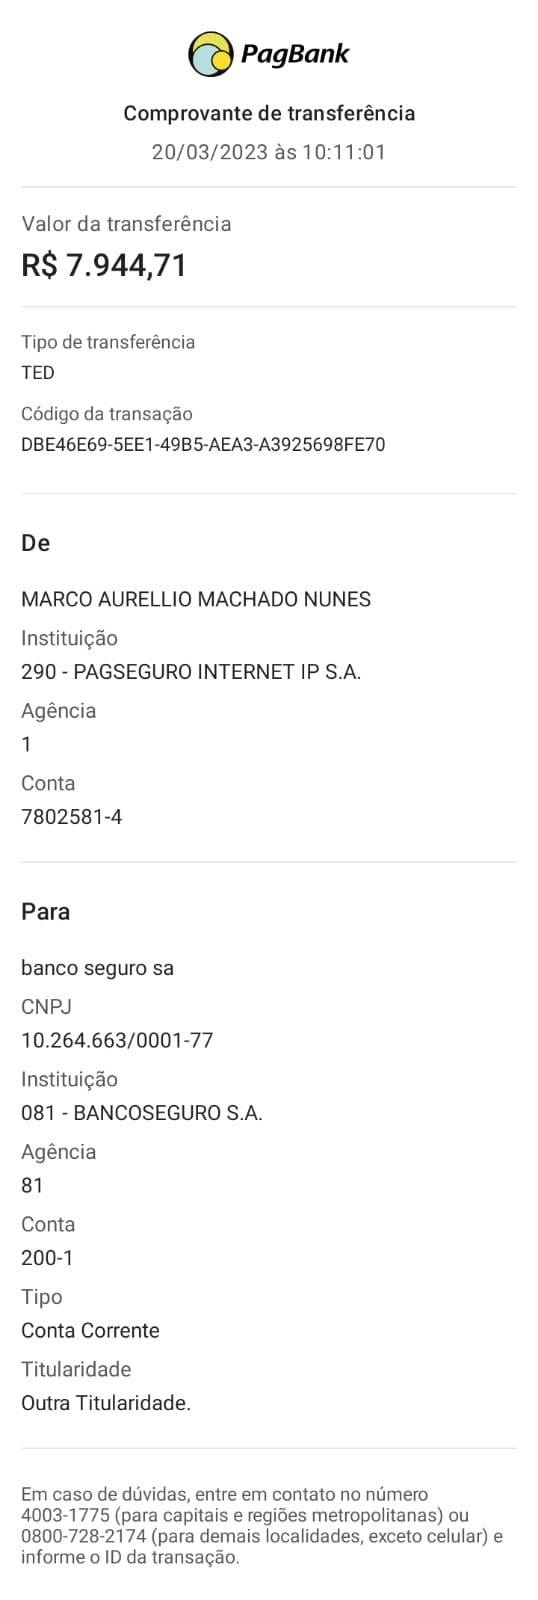 PagBank
Comprovante de transferência
20/03/2023 às 10:11:01
Valor da transferência
R$ 7.944,71
Tipo de transferência
TED
Código da transação
DBE46E69-5EE1-49B5-AEA3-A3925698FE70
De
MARCO AURELLIO MACHADO NUNES
Instituição
290 - PAGSEGURO INTERNET IP S.A.
Agência
1
Conta
7802581-4
Para
banco seguro sa
CNPJ
10.264.663/0001-77
Instituição
081 - BANCOSEGURO S.A.
Agência
81
Conta
200-1
Tipo
Conta Corrente
Titularidade
Outra Titularidade.
Em caso de dúvidas, entre em contato no número
4003-1775 (para capitais e regiões metropolitanas) ou
0800-728-2174 (para demais localidades, exceto celular) e
informe o ID da transação.